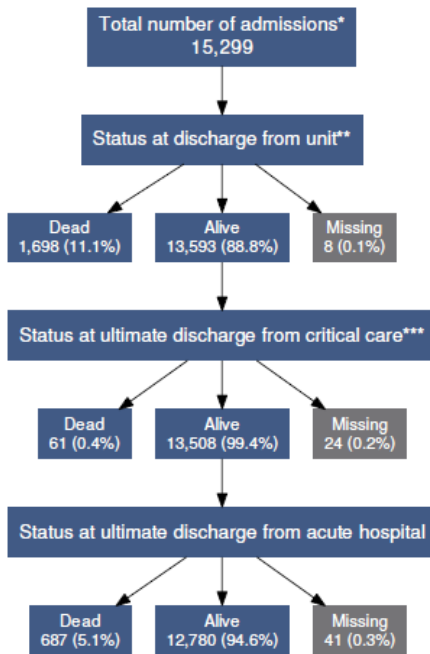 Total number of admissions*
15,299
Status at discharge from unit**
Dead
1,698 (11.1%)
Alive
13,593 (88.8%)
Missing
8 (0.1%)
Status at ultimate discharge from critical care***
Dead
61 (0.4%)
Alive
13,508 (99.4%)
Missing
24 (0.2%)
Status at ultimate discharge from acute hospital
Dead
687 (5.1%)
Alive
12,780 (94.6%)
Missing
41 (0.3%)